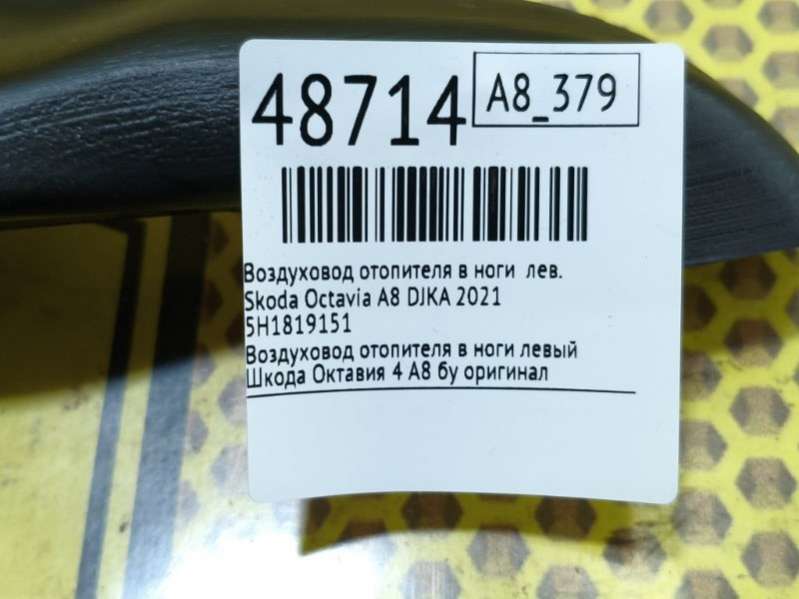 48714
A8_379
Воздуховод отопителя в ноги лев.
Skoda Octavia A8 DJKA 2021
5H1819151
Воздуховод отопителя в ноги левый
Шкода Октавия 4 А8 бу оригинал